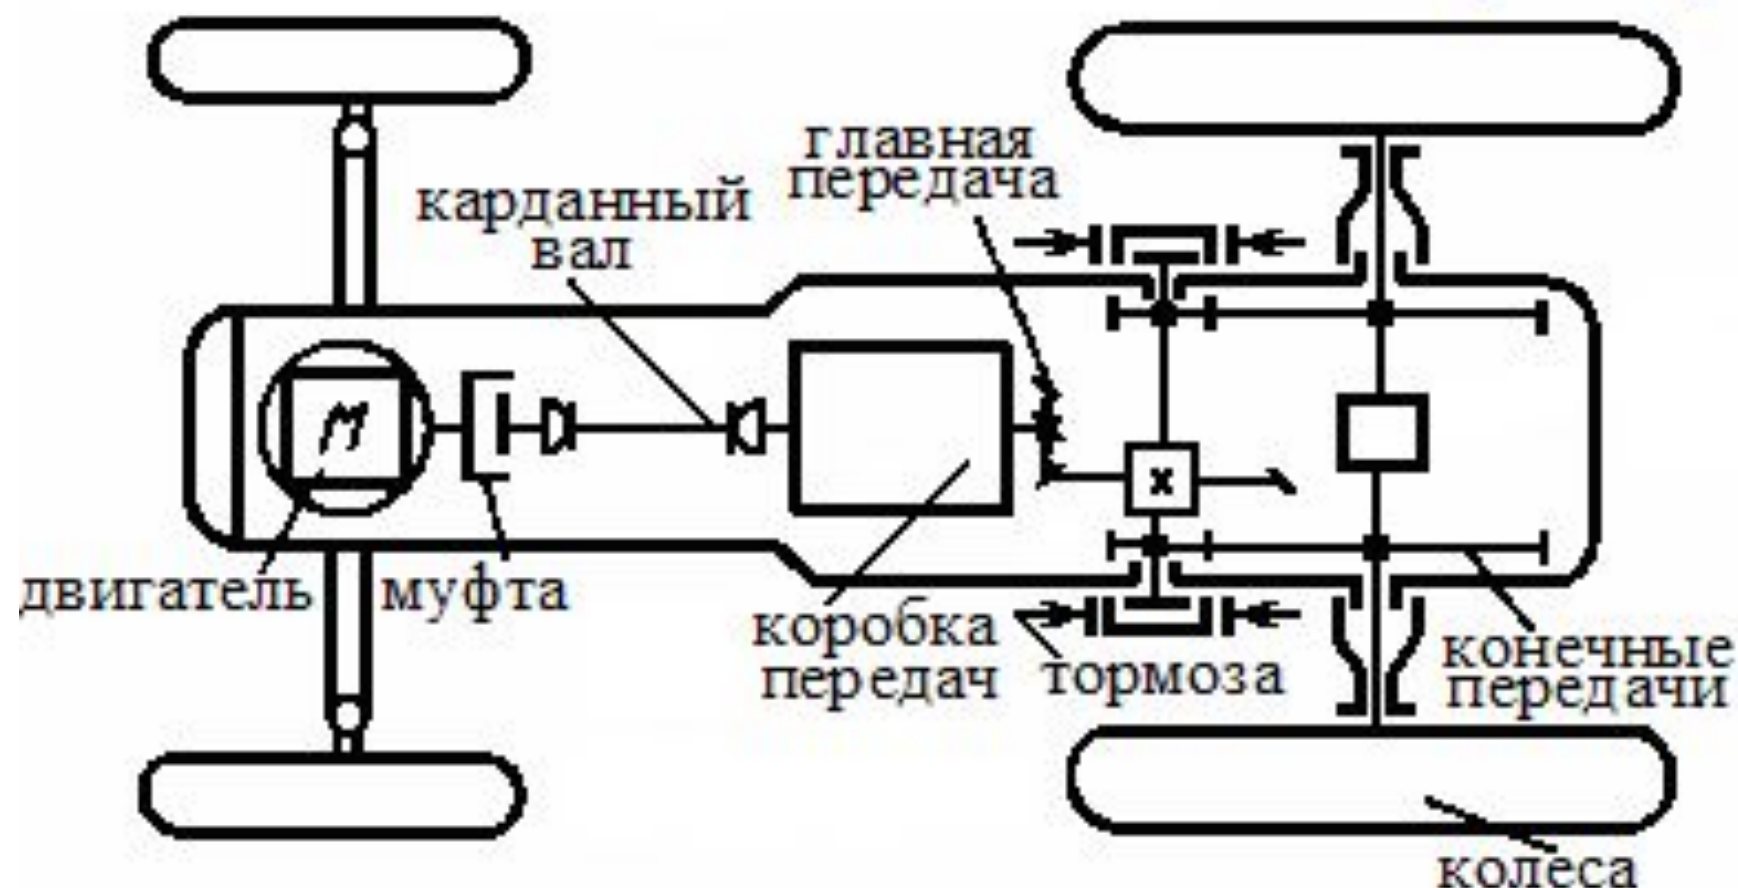 главная
передача
карданный
вал
М
x
двигатель
муфта
коробка
передач
тормоза
конечные
передачи
колеса